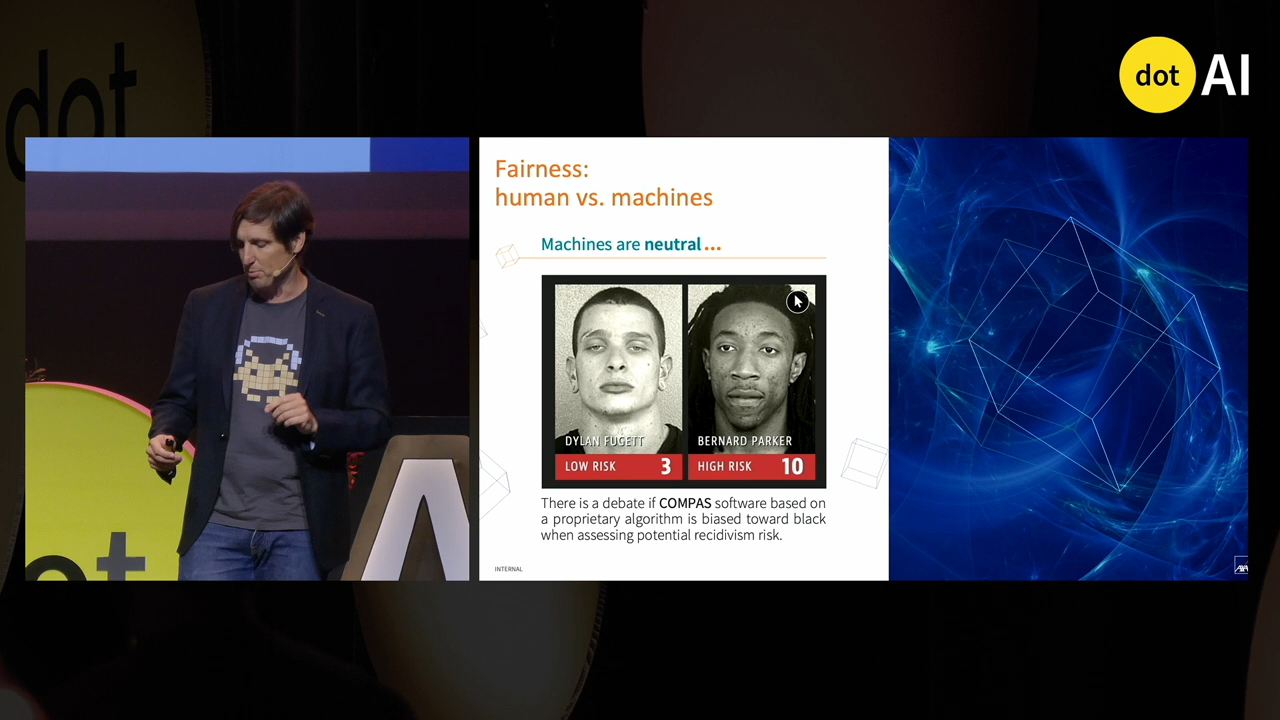 dot
dot AI
Fairness:
human vs. machines
Machines are neutral ...
DYLAN FUGETT
BERNARD PARKER
LOW RISK 3
HIGH RISK 10
There is a debate if COMPAS software based on
a proprietary algorithm is biased toward black
when assessing potential recidivism risk.
INTERNAL
AXA
dot
A